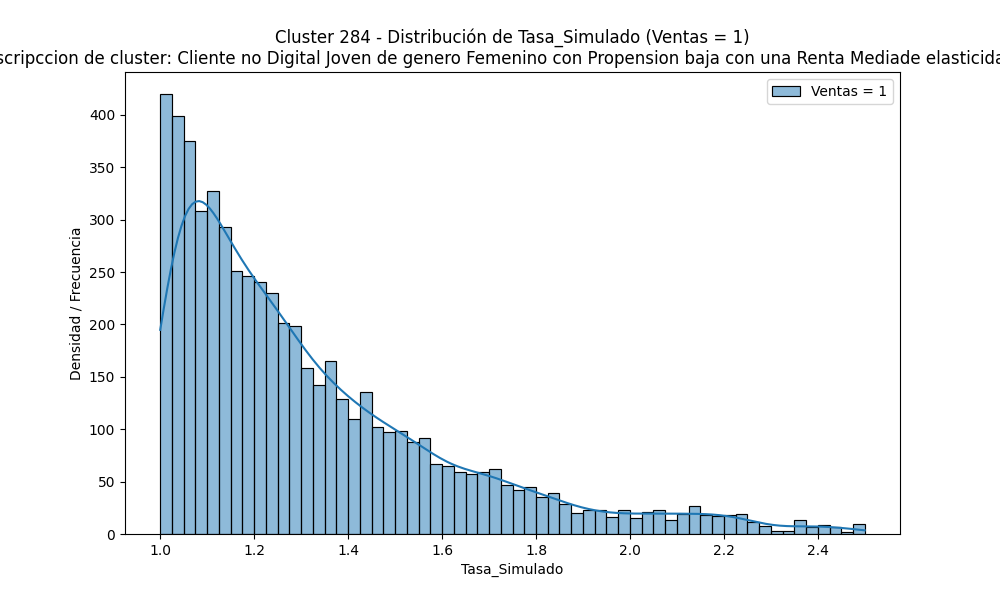 Cluster 284 - Distribución de Tasa_Simulado (Ventas = 1)
scripccion de cluster: Cliente no Digital Joven de genero Femenino con Propension baja con una Renta Mediade elasticida
Ventas = 1
400
350
300
250
200
150
100
50
0
Densidad / Frecuencia
1.0 1.2 1.4 1.6 1.8 2.0 2.2 2.4
Tasa_Simulado